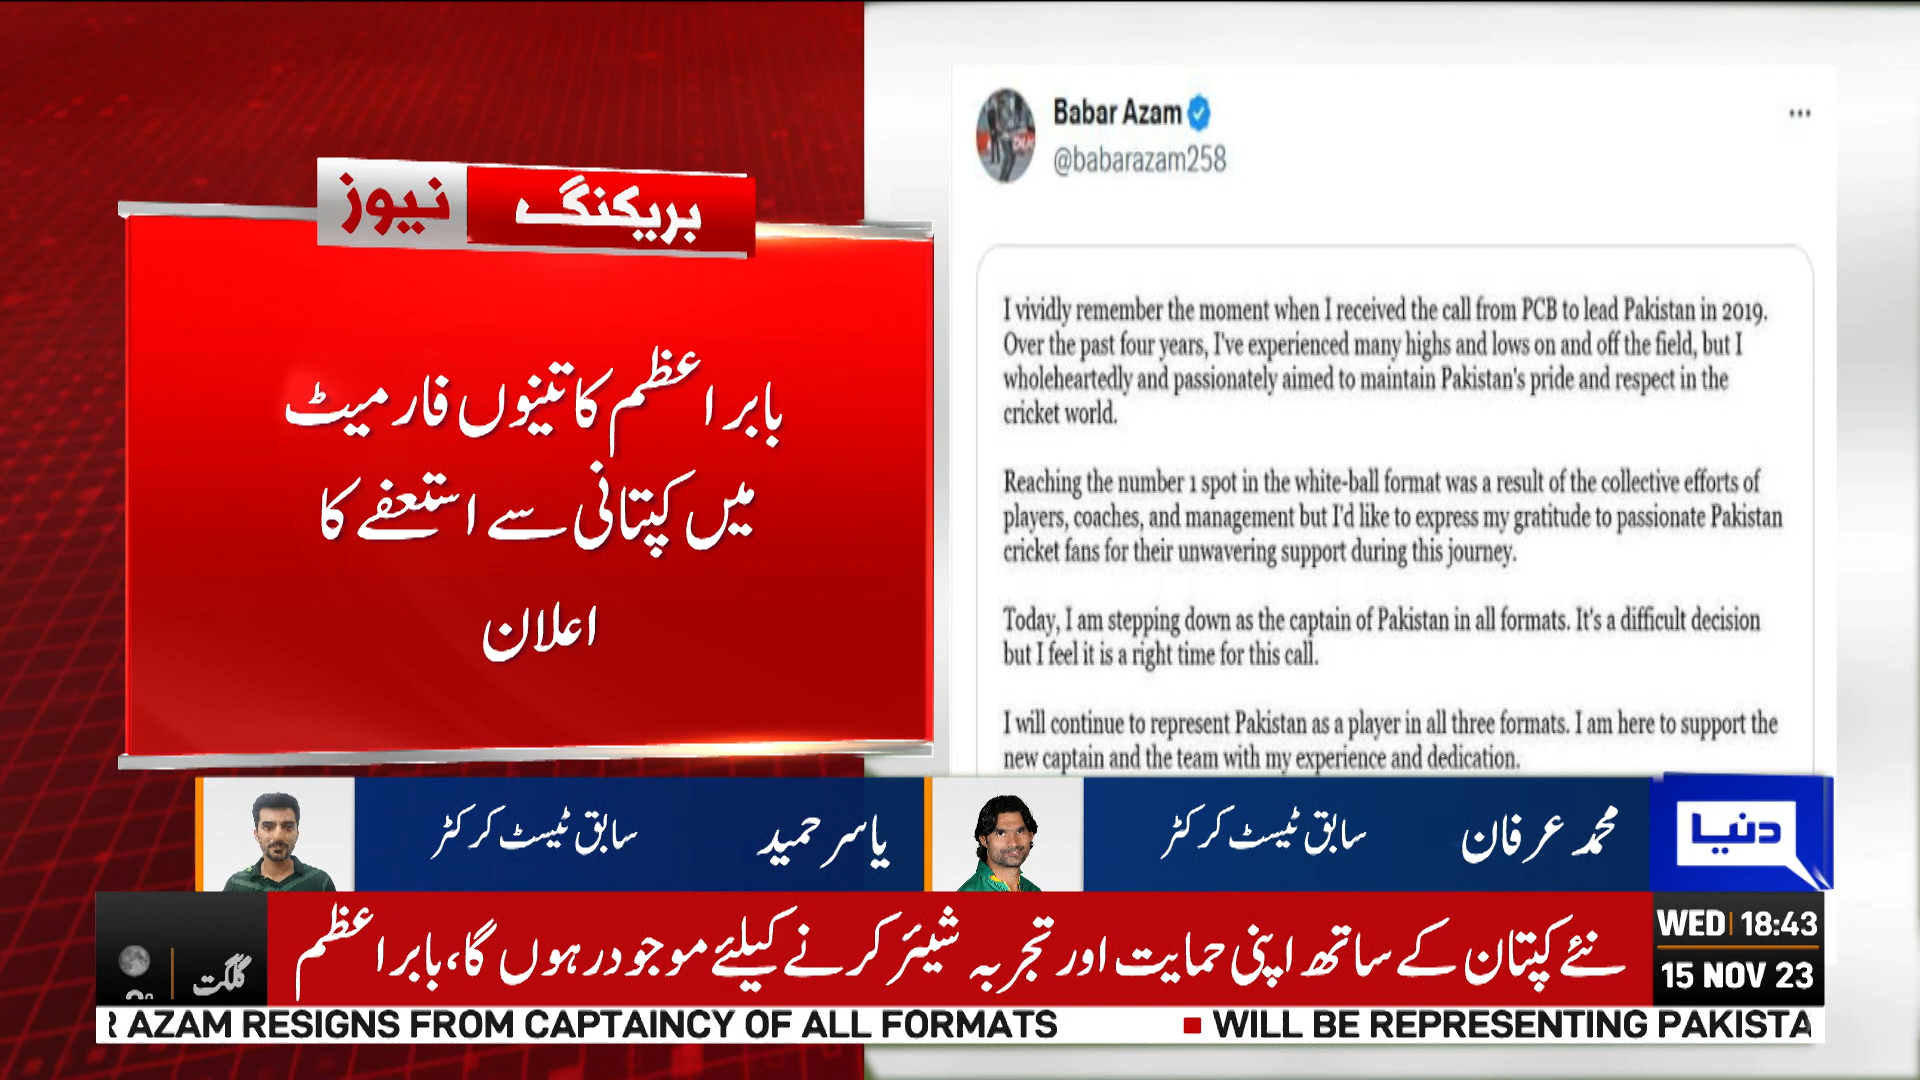 بریکنگ نیوز
بابر اعظم کا تینوں فارمیٹ
میں کپتانی سے استعفے کا
اعلان
Babar Azam
@babarazam258
I vividly remember the moment when I received the call from PCB to lead Pakistan in 2019.
Over the past four years, I've experienced many highs and lows on and off the field, but I
wholeheartedly and passionately aimed to maintain Pakistan's pride and respect in the
cricket world.
Reaching the number 1 spot in the white-ball format was a result of the collective efforts of
players, coaches, and management but I'd like to express my gratitude to passionate Pakistan
cricket fans for their unwavering support during this journey.
Today, I am stepping down as the captain of Pakistan in all formats. It's a difficult decision
but I feel it is a right time for this call.
I will continue to represent Pakistan as a player in all three formats. I am here to support the
new captain and the team with my experience and dedication.
محمد عرفان سابق ٹیسٹ کرکٹر
یاسر حمید سابق ٹیسٹ کرکٹر
دنیا
نئے کپتان کے ساتھ اپنی حمایت اور تجربہ شیئر کرنے کیلئے موجود رہوں گا، بابر اعظم
گلگت
WED 18:43
15 NOV 23
AZAM RESIGNS FROM CAPTAINCY OF ALL FORMATS ■ WILL BE REPRESENTING PAKISTA